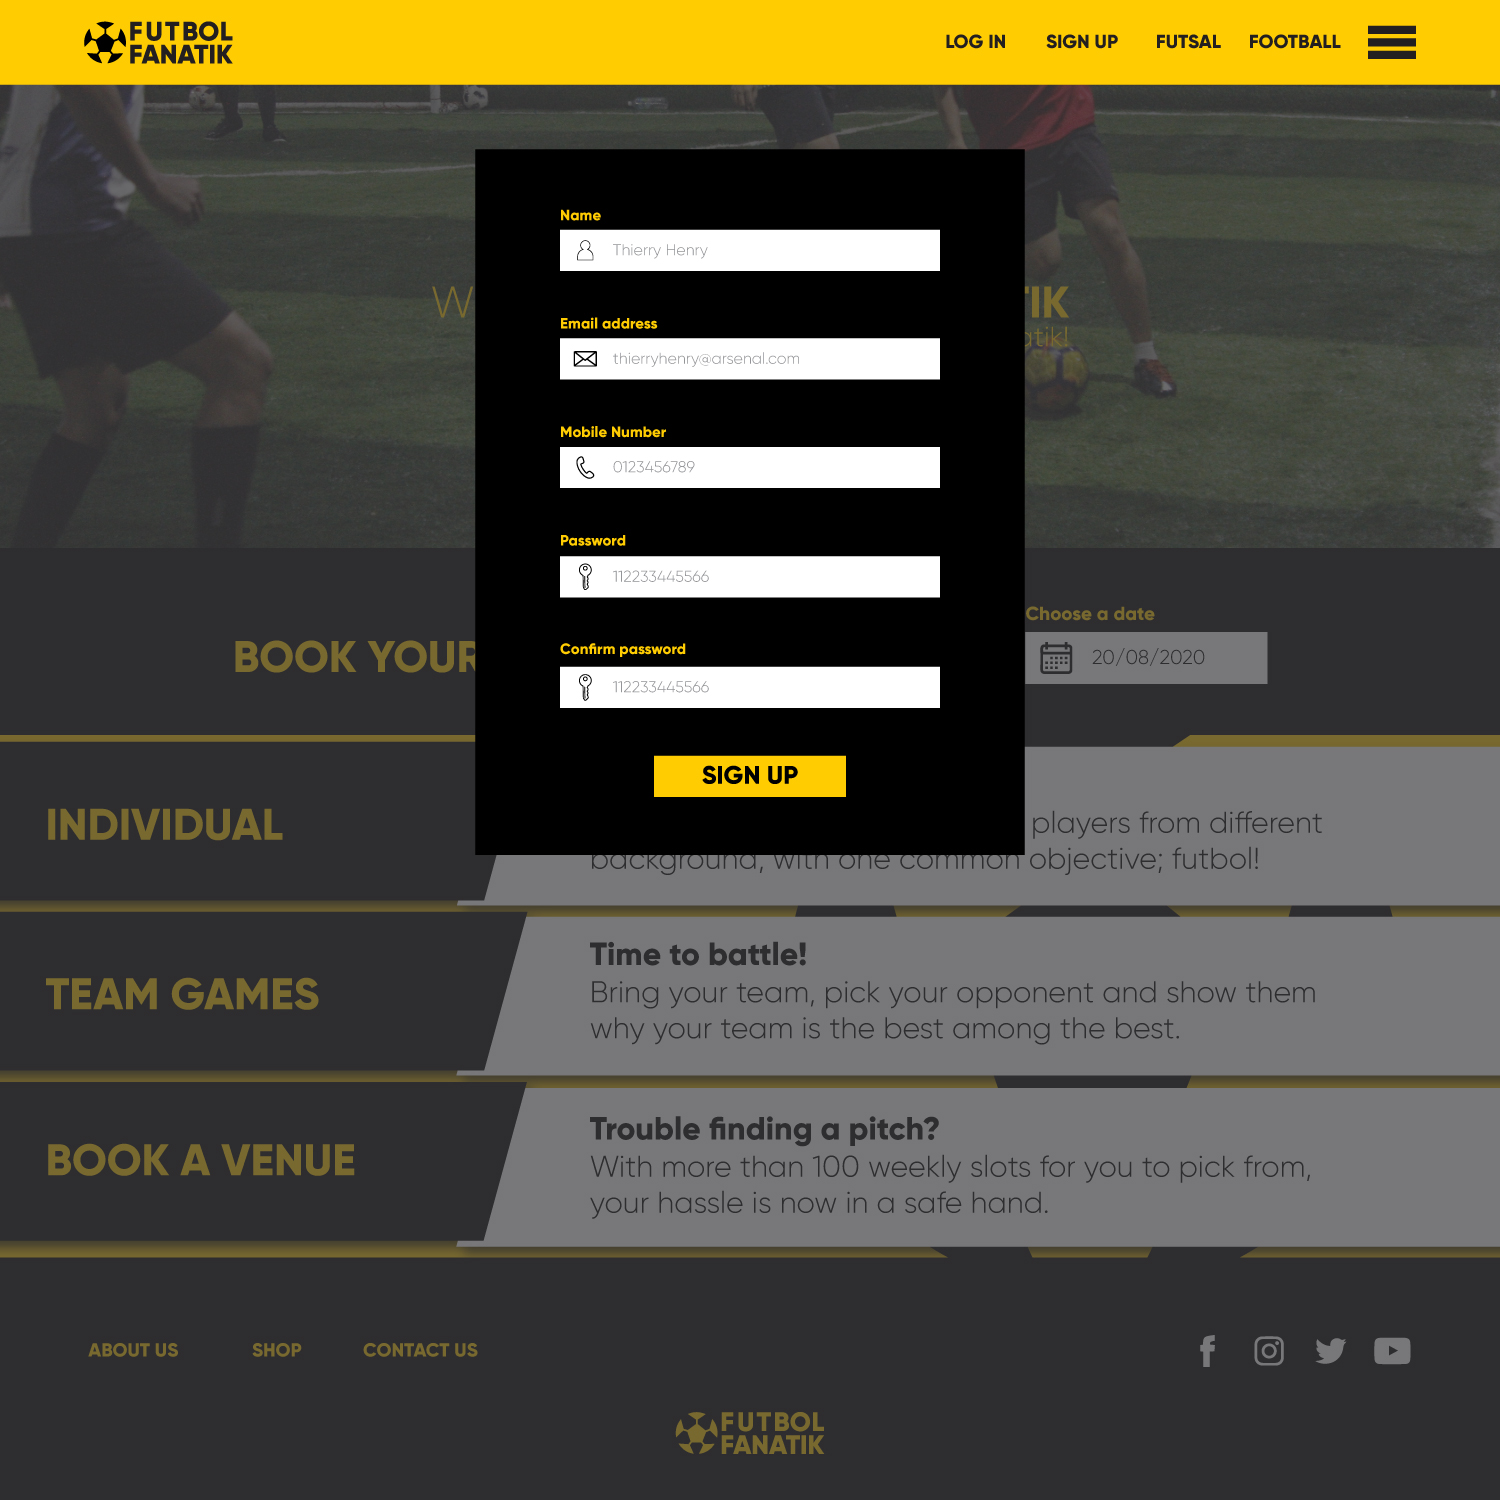 FUTBOL
FANATIK
LOG IN SIGN UP FUTSAL FOOTBALL
Name
Thierry Henry
Email address
thierryhenry@arsenal.com
Mobile Number
0123456789
Password
112233445566
Confirm password
112233445566
SIGN UP
BOOK YOUR
Choose a date
20/08/2020
INDIVIDUAL
players from different
background, with one common objective; futbol!
TEAM GAMES
Time to battle!
Bring your team, pick your opponent and show them
why your team is the best among the best.
BOOK A VENUE
Trouble finding a pitch?
With more than 100 weekly slots for you to pick from,
your hassle is now in a safe hand.
ABOUT US SHOP CONTACT US
FUTBOL
FANATIK